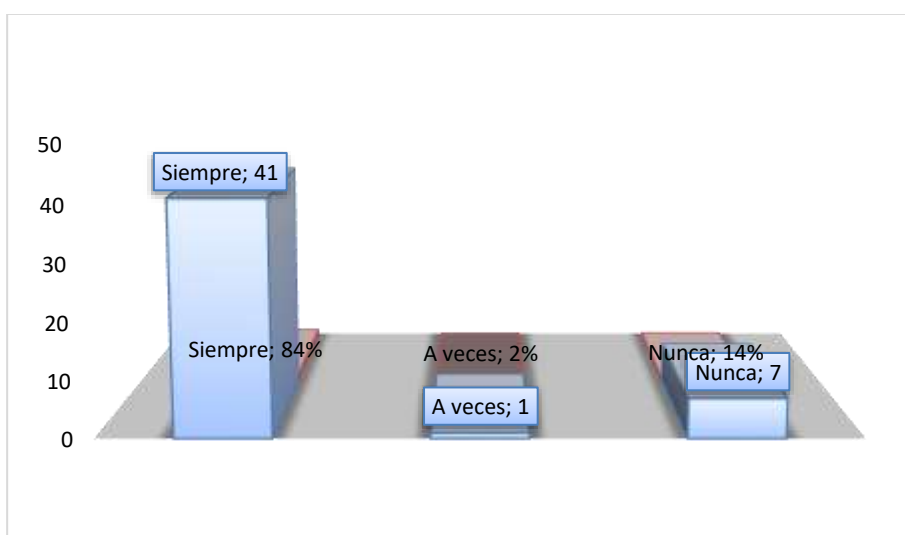 50
Siempre; 41
40
30
20
Siempre; 84%
A veces; 2%
Nunca; 14%
Nunca; 7
10
A veces; 1
0